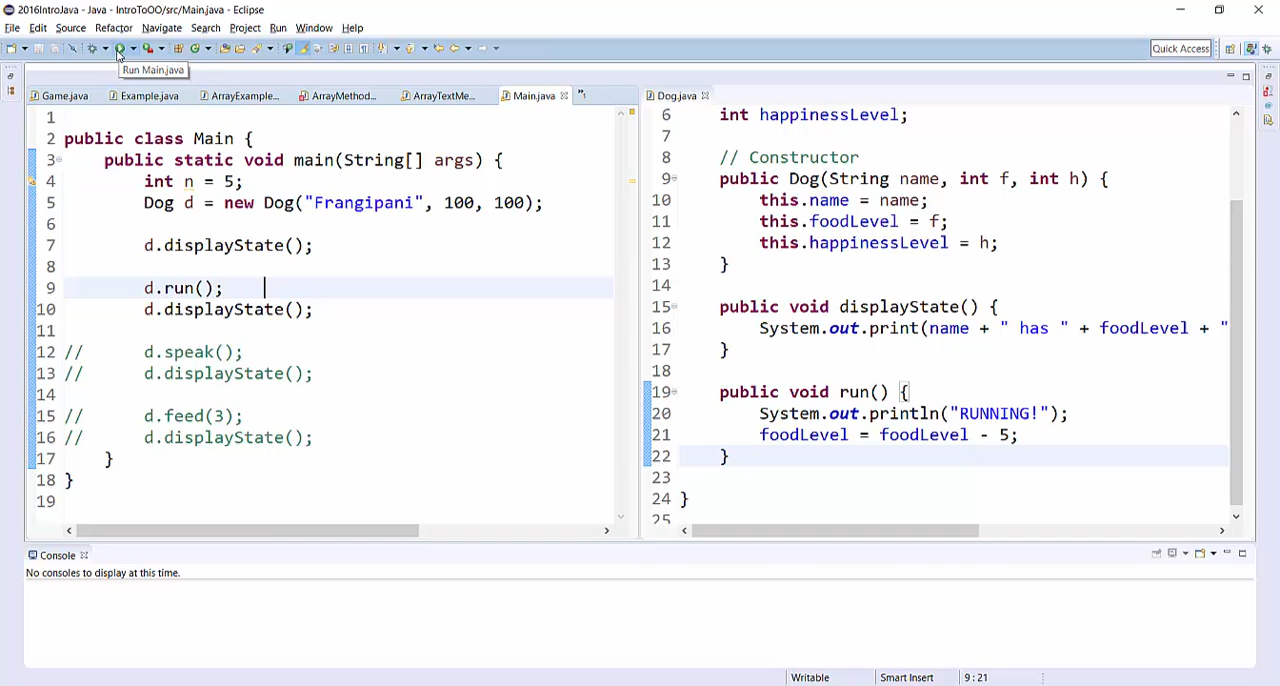 2016IntroJava - Java - IntroToOO/src/Main.java - Eclipse
File Edit Source Refactor Navigate Search Project Run Window Help
Quick Access
Run Main.java
Game.java Example.java ArrayExample... ArrayMethod... ArrayTextMe... Main.java »1
1
2 public class Main {
3 public static void main(String[] args) {
4 int n = 5;
5 Dog d = new Dog("Frangipani", 100, 100);
6
7 d.displayState();
8
9 d.run();
10 d.displayState();
11
12 // d.speak();
13 // d.displayState();
14
15 // d.feed(3);
16 // d.displayState();
17 }
18 }
19
Dog.java
6 int happinessLevel;
7
8 // Constructor
9 public Dog(String name, int f, int h) {
10 this.name = name;
11 this.foodLevel = f;
12 this.happinessLevel = h;
13 }
14
15 public void displayState() {
16 System.out.print(name + " has " + foodLevel + "
17 }
18
19 public void run() {
20 System.out.println("RUNNING!");
21 foodLevel = foodLevel - 5;
22 }
23
24 }
25
Console
No consoles to display at this time.
Writable Smart Insert 9 : 21